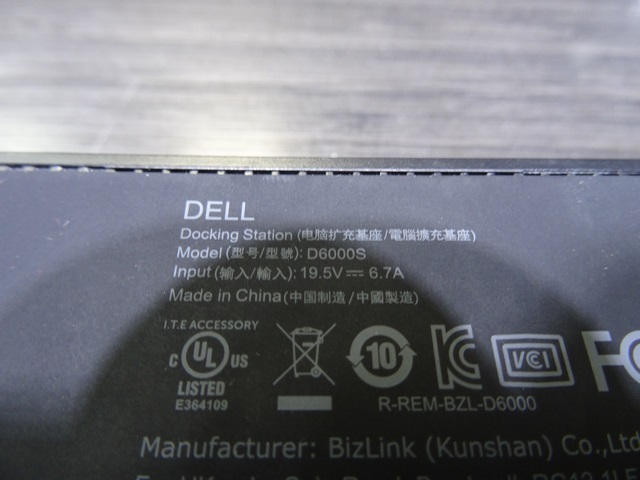 DELL
Docking Station (电脑扩充基座/電腦擴充基座)
Model (型号/型號): D6000S
Input (输入/輸入): 19.5V⎓ 6.7A
Made in China(中国制造/中國製造)
I.T.E ACCESSORY
C UL US
LISTED
E364109
10
VCCI
FC
R-REM-BZL-D6000
Manufacturer: BizLink (Kunshan) Co.,Ltd